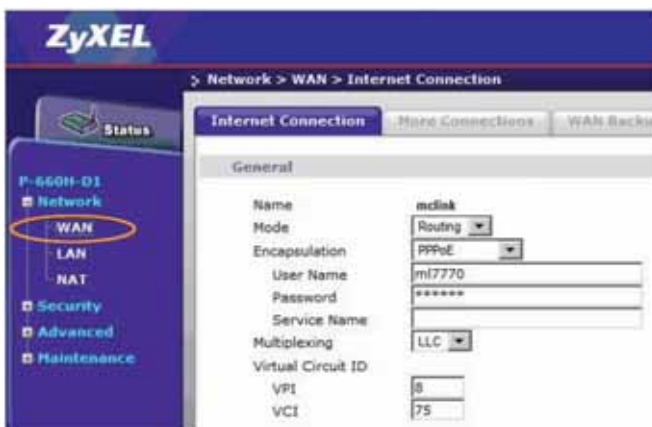 ZyXEL
Network > WAN > Internet Connection
Status
Internet Connection
More Connections
WAN Backu
P-660H-D1
Network
WAN
LAN
NAT
Security
Advanced
Maintenance
General
Name mclink
Mode Routing
Encapsulation PPPoE
User Name ml7770
Password ******
Service Name
Multiplexing LLC
Virtual Circuit ID
VPI 8
VCI 75